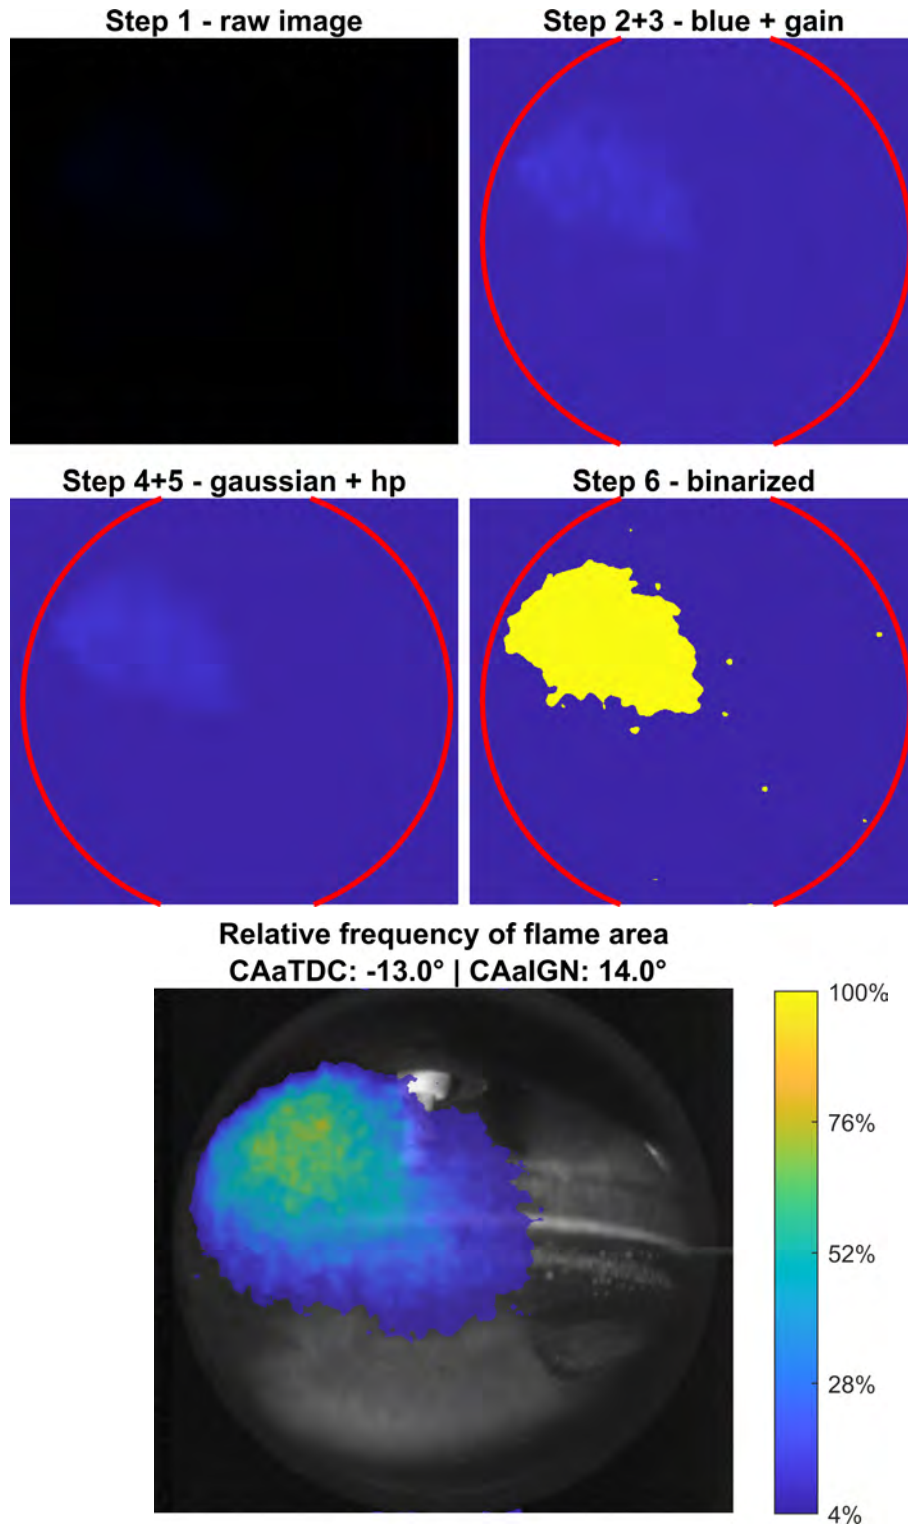 Step 1 - raw image
Step 2+3 - blue + gain
Step 4+5 - gaussian + hp
Step 6 - binarized
Relative frequency of flame area
CAaTDC: -13.0° | CAaIGN: 14.0°
100%
76%
52%
28%
4%